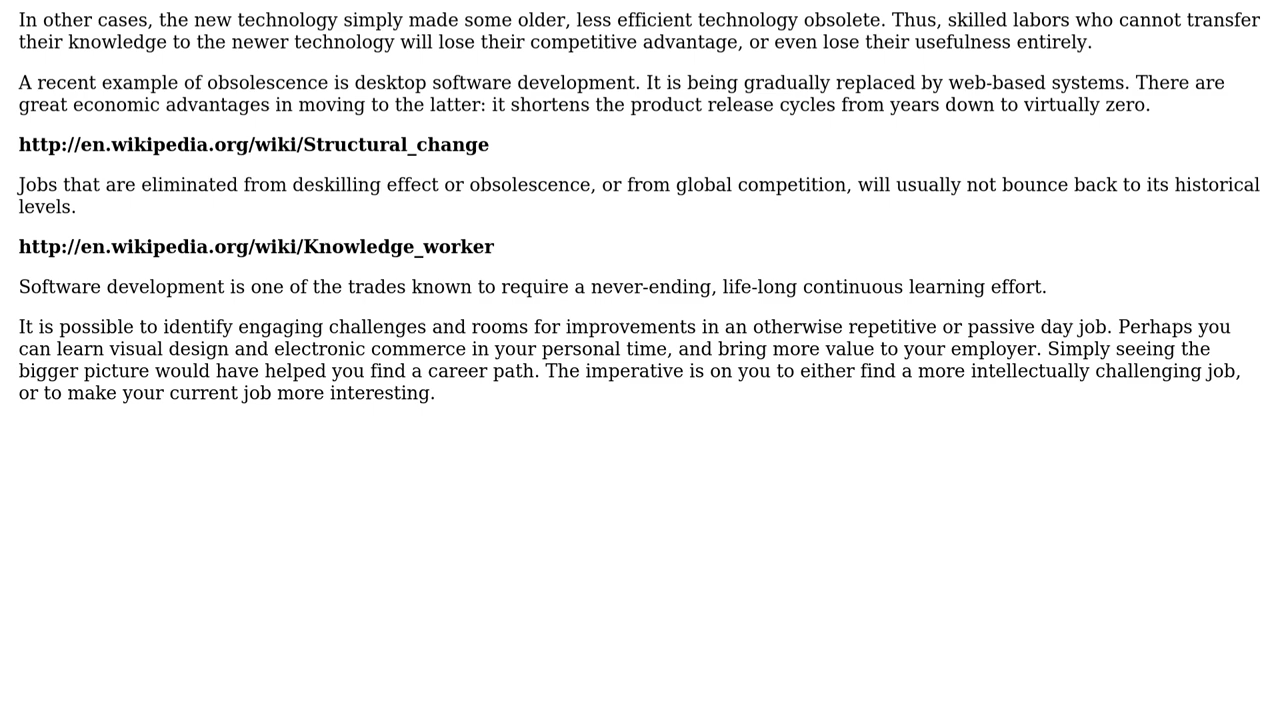 In other cases, the new technology simply made some older, less efficient technology obsolete. Thus, skilled labors who cannot transfer
their knowledge to the newer technology will lose their competitive advantage, or even lose their usefulness entirely.
A recent example of obsolescence is desktop software development. It is being gradually replaced by web-based systems. There are
great economic advantages in moving to the latter: it shortens the product release cycles from years down to virtually zero.
http://en.wikipedia.org/wiki/Structural_change
Jobs that are eliminated from deskilling effect or obsolescence, or from global competition, will usually not bounce back to its historical
levels.
http://en.wikipedia.org/wiki/Knowledge_worker
Software development is one of the trades known to require a never-ending, life-long continuous learning effort.
It is possible to identify engaging challenges and rooms for improvements in an otherwise repetitive or passive day job. Perhaps you
can learn visual design and electronic commerce in your personal time, and bring more value to your employer. Simply seeing the
bigger picture would have helped you find a career path. The imperative is on you to either find a more intellectually challenging job,
or to make your current job more interesting.